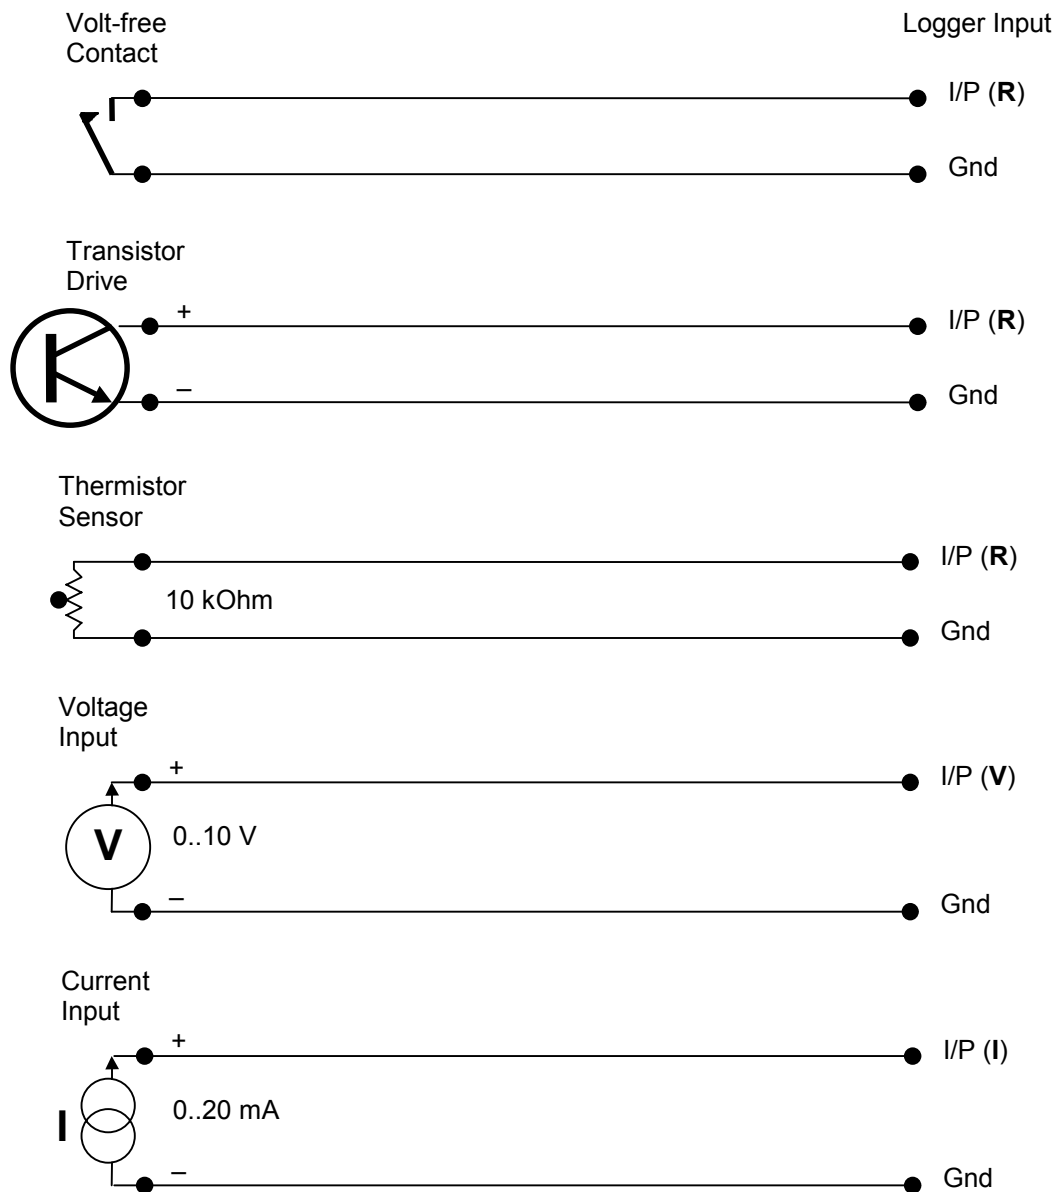 Volt-free
Contact
Logger Input
I/P (R)
Gnd
Transistor
Drive
+
I/P (R)
–
Gnd
Thermistor
Sensor
I/P (R)
10 kOhm
Gnd
Voltage
Input
+
I/P (V)
V
0..10 V
–
Gnd
Current
Input
+
I/P (I)
I
0..20 mA
–
Gnd